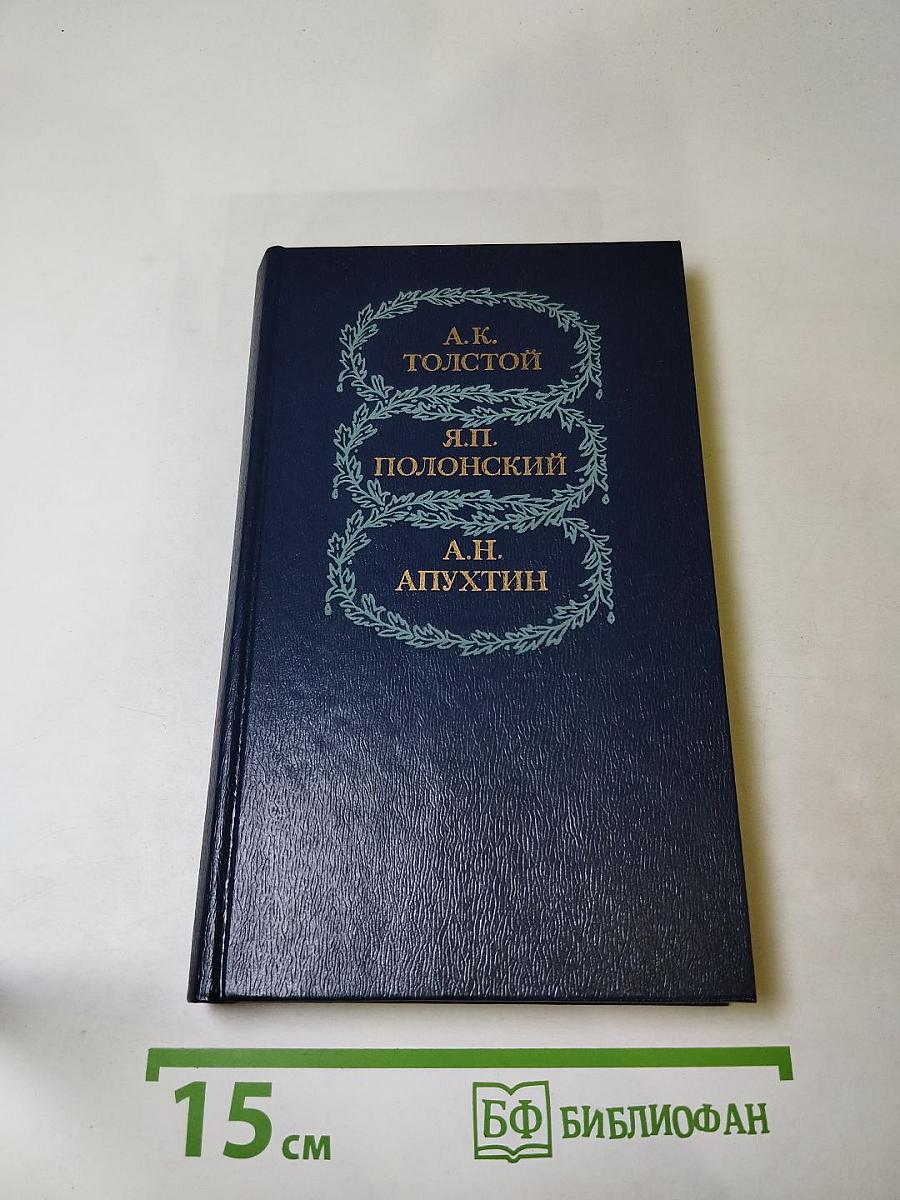 А.К.
ТОЛСТОЙ
Я.П.
ПОЛОНСКИЙ
А.Н.
АПУХТИН
15 см
БФ БИБЛИОФАН